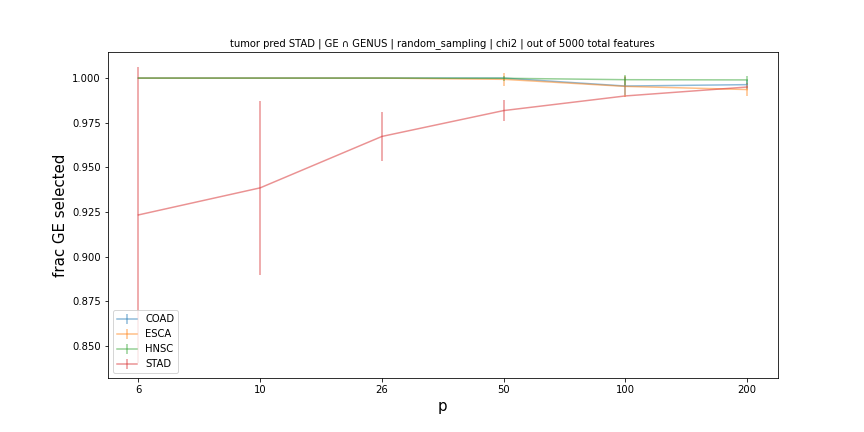 tumor pred STAD | GE ∩ GENUS | random_sampling | chi2 | out of 5000 total features
frac GE selected
1.000
0.975
0.950
0.925
0.900
0.875
0.850
COAD
ESCA
HNSC
STAD
6 10 26 50 100 200
p